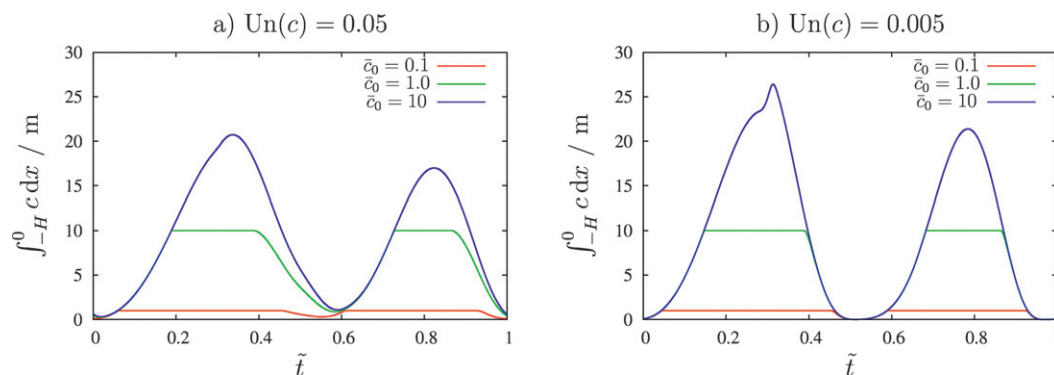 a) Un(c) = 0.05
∫⁰₋H c dx / m
30
25
20
15
10
5
0
c̄₀ = 0.1
c̄₀ = 1.0
c̄₀ = 10
0 0.2 0.4 0.6 0.8 1
t̃
b) Un(c) = 0.005
∫⁰₋H c dx / m
30
25
20
15
10
5
0
c̄₀ = 0.1
c̄₀ = 1.0
c̄₀ = 10
0 0.2 0.4 0.6 0.8
t̃